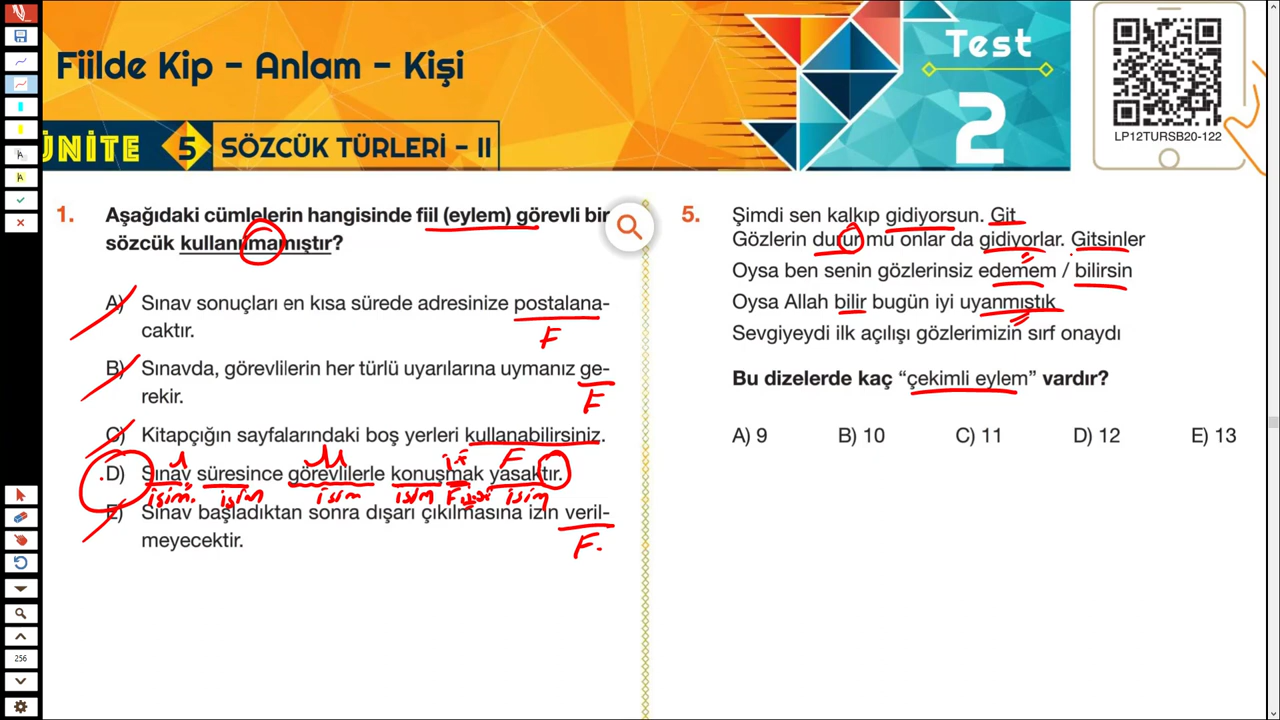 Fiilde Kip – Anlam – Kişi
Test
2
ÜNİTE 5 SÖZCÜK TÜRLERİ – II
LP12TURSB20-122
1. Aşağıdaki cümlelerin hangisinde fiil (eylem) görevli bir
sözcük kullanılmamıştır?
A) Sınav sonuçları en kısa sürede adresinize postalana-
caktır.
F
B) Sınavda, görevlilerin her türlü uyarılarına uymanız ge-
rekir.
F
C) Kitapçığın sayfalarındaki boş yerleri kullanabilirsiniz.
F
D) Sınav süresince görevlilerle konuşmak yasaktır.
isim. isim isim isim isim
E) Sınav başladıktan sonra dışarı çıkılmasına izin veril-
meyecektir.
F.
5. Şimdi sen kalkıp gidiyorsun. Git
Gözlerin durur mu onlar da gidiyorlar. Gitsinler
Oysa ben senin gözlerinsiz edemem / bilirsin
Oysa Allah bilir bugün iyi uyanmıştık
Sevgiyeydi ilk açılışı gözlerimizin sırf onaydı
Bu dizelerde kaç “çekimli eylem” vardır?
A) 9 B) 10 C) 11 D) 12 E) 13
256